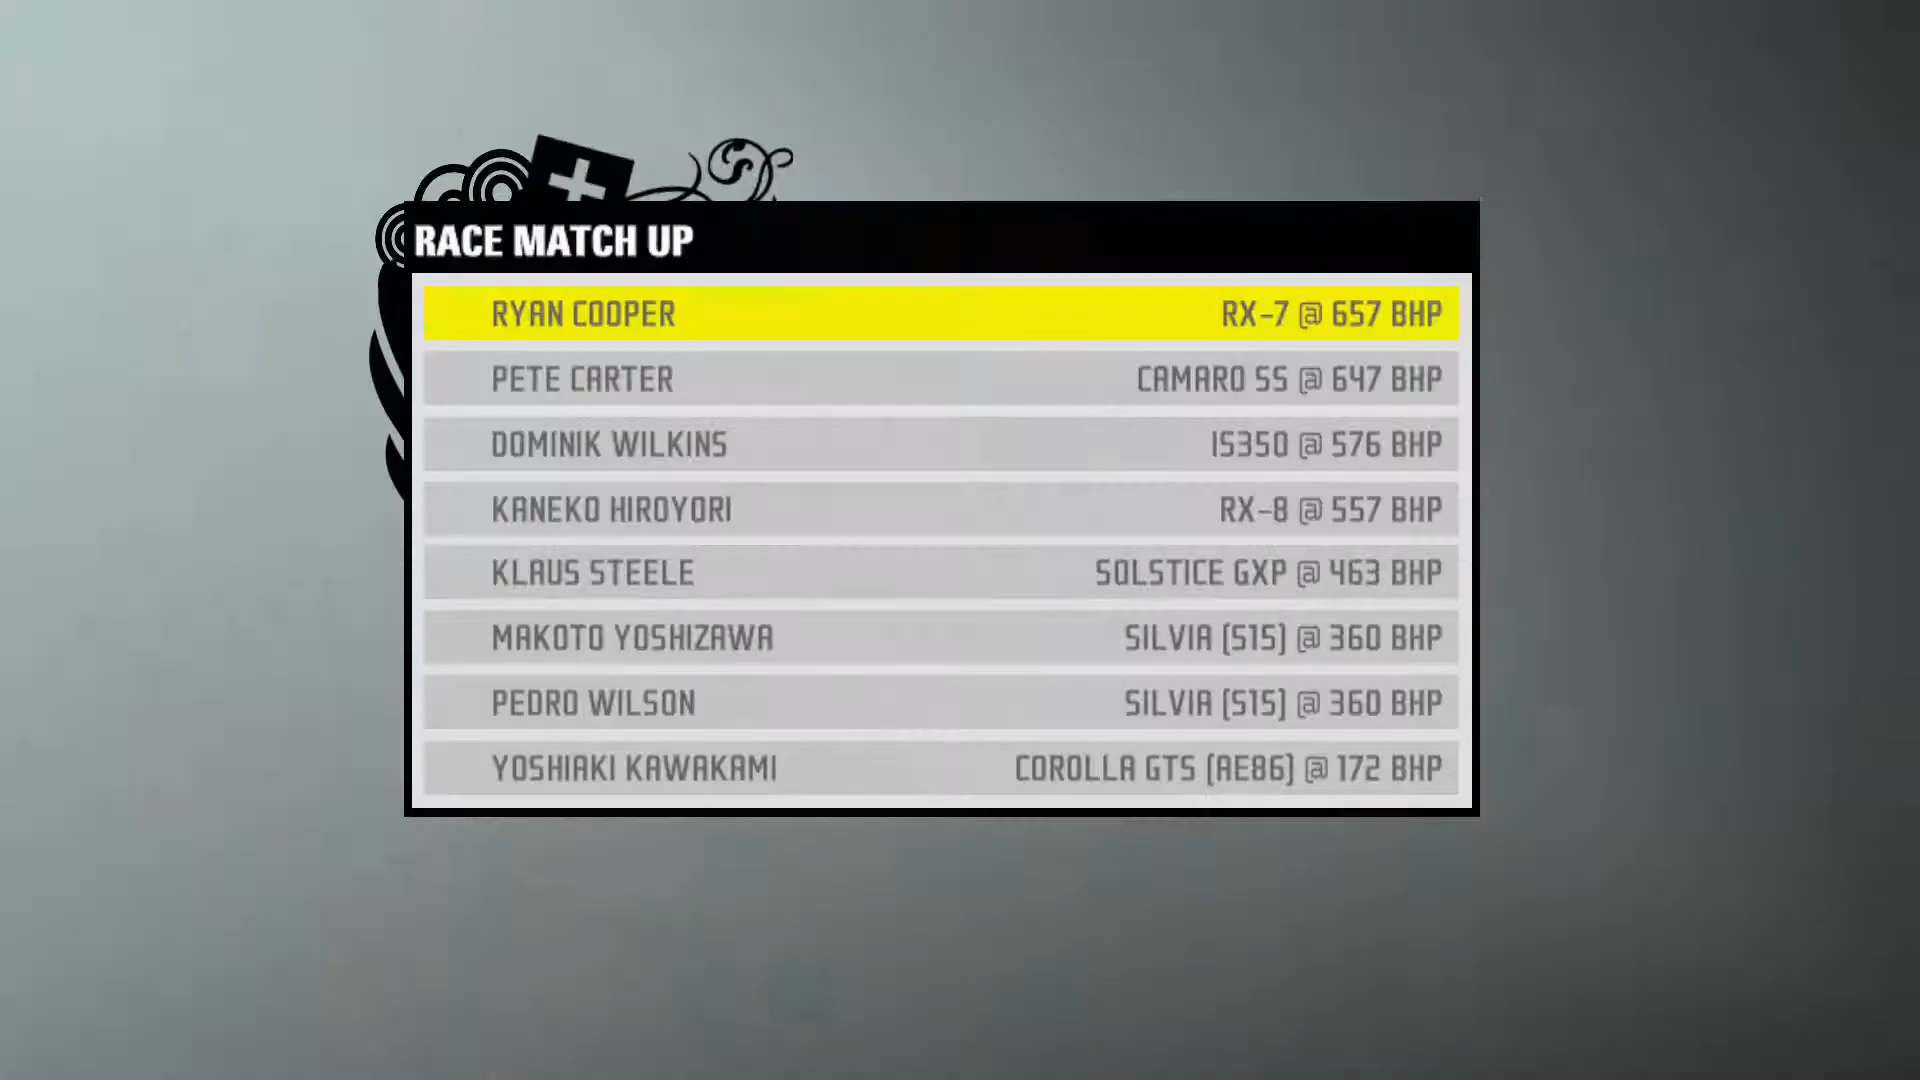 RACE MATCH UP
RYAN COOPER RX-7 @ 657 BHP
PETE CARTER CAMARO SS @ 647 BHP
DOMINIK WILKINS IS350 @ 576 BHP
KANEKO HIROYORI RX-8 @ 557 BHP
KLAUS STEELE SOLSTICE GXP @ 463 BHP
MAKOTO YOSHIZAWA SILVIA (S15) @ 360 BHP
PEDRO WILSON SILVIA (S15) @ 360 BHP
YOSHIAKI KAWAKAMI COROLLA GTS (AE86) @ 172 BHP